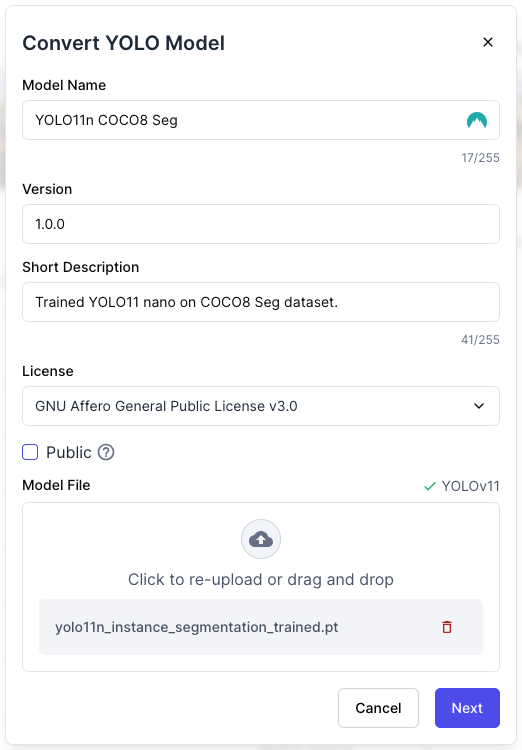 Convert YOLO Model
Model Name
YOLO11n COCO8 Seg
17/255
Version
1.0.0
Short Description
Trained YOLO11 nano on COCO8 Seg dataset.
41/255
License
GNU Affero General Public License v3.0
Public
Model File
YOLOv11
Click to re-upload or drag and drop
yolo11n_instance_segmentation_trained.pt
Cancel
Next